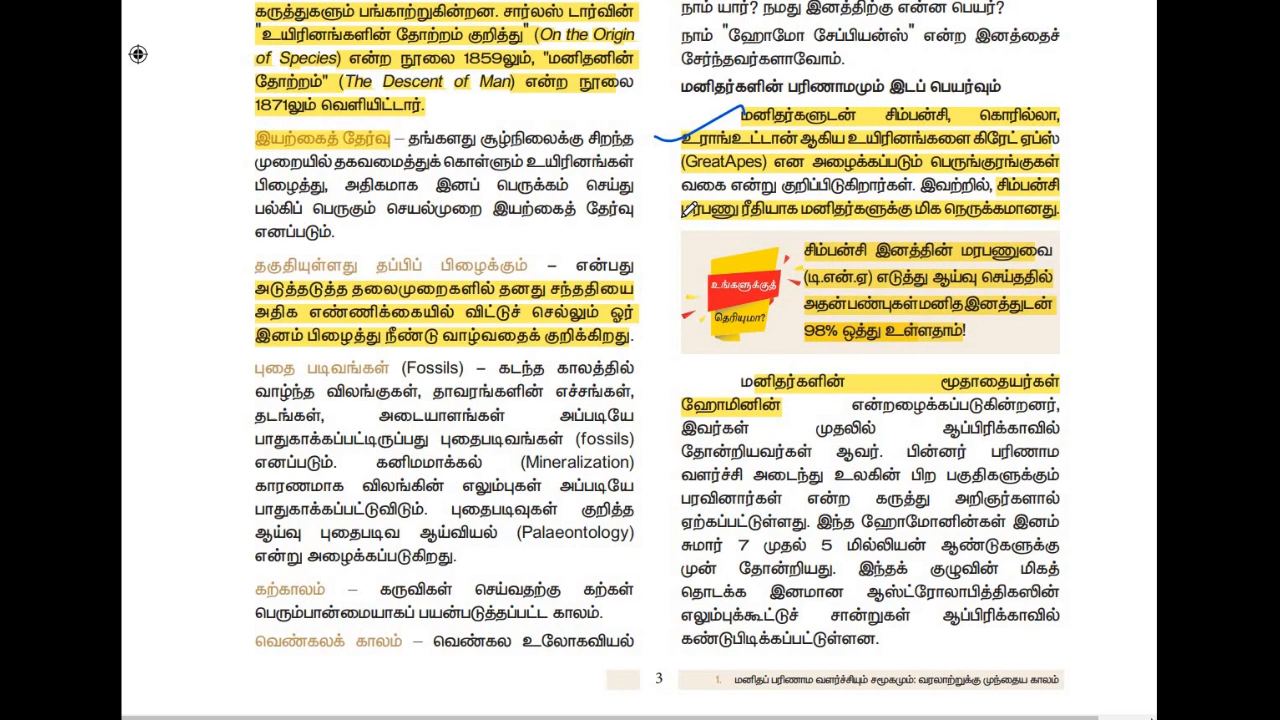 கருத்துகளும் பங்காற்றுகின்றன. சார்லஸ் டார்வின்
"உயிரினங்களின் தோற்றம் குறித்து" (On the Origin
of Species) என்ற நூலை 1859லும், "மனிதனின்
தோற்றம்" (The Descent of Man) என்ற நூலை
1871லும் வெளியிட்டார்.
இயற்கைத் தேர்வு – தங்களது சூழ்நிலைக்கு சிறந்த
முறையில் தகவமைத்துக் கொள்ளும் உயிரினங்கள்
பிழைத்து, அதிகமாக இனப் பெருக்கம் செய்து
பல்கிப் பெருகும் செயல்முறை இயற்கைத் தேர்வு
எனப்படும்.
தகுதியுள்ளது தப்பிப் பிழைக்கும் – என்பது
அடுத்தடுத்த தலைமுறைகளில் தனது சந்ததியை
அதிக எண்ணிக்கையில் விட்டுச் செல்லும் ஓர்
இனம் பிழைத்து நீண்டு வாழ்வதைக் குறிக்கிறது.
புதை படிவங்கள் (Fossils) – கடந்த காலத்தில்
வாழ்ந்த விலங்குகள், தாவரங்களின் எச்சங்கள்,
தடங்கள், அடையாளங்கள் அப்படியே
பாதுகாக்கப்பட்டிருப்பது புதைபடிவங்கள் (fossils)
எனப்படும். கனிமமாக்கல் (Mineralization)
காரணமாக விலங்கின் எலும்புகள் அப்படியே
பாதுகாக்கப்பட்டுவிடும். புதைபடிவுகள் குறித்த
ஆய்வு புதைபடிவ ஆய்வியல் (Palaeontology)
என்று அழைக்கப்படுகிறது.
கற்காலம் – கருவிகள் செய்வதற்கு கற்கள்
பெரும்பான்மையாகப் பயன்படுத்தப்பட்ட காலம்.
வெண்கலக் காலம் – வெண்கல உலோகவியல்
நாம் யார்? நமது இனத்திற்கு என்ன பெயர்?
நாம் "ஹோமோ சேப்பியன்ஸ்" என்ற இனத்தைச்
சேர்ந்தவர்களாவோம்.
மனிதர்களின் பரிணாமமும் இடப் பெயர்வும்
மனிதர்களுடன் சிம்பன்சி, கொரில்லா,
உராங்உட்டான் ஆகிய உயிரினங்களை கிரேட் ஏப்ஸ்
(GreatApes) என அழைக்கப்படும் பெருங்குரங்குகள்
வகை என்று குறிப்பிடுகிறார்கள். இவற்றில், சிம்பன்சி
மரபணு ரீதியாக மனிதர்களுக்கு மிக நெருக்கமானது.
உங்களுக்குத்
தெரியுமா?
சிம்பன்சி இனத்தின் மரபணுவை
(டி.என்.ஏ) எடுத்து ஆய்வு செய்ததில்
அதன் பண்புகள் மனித இனத்துடன்
98% ஒத்து உள்ளதாம்!
மனிதர்களின் மூதாதையர்கள்
ஹோமினின் என்றழைக்கப்படுகின்றனர்,
இவர்கள் முதலில் ஆப்பிரிக்காவில்
தோன்றியவர்கள் ஆவர். பின்னர் பரிணாம
வளர்ச்சி அடைந்து உலகின் பிற பகுதிகளுக்கும்
பரவினார்கள் என்ற கருத்து அறிஞர்களால்
ஏற்கப்பட்டுள்ளது. இந்த ஹோமோனின்கள் இனம்
சுமார் 7 முதல் 5 மில்லியன் ஆண்டுகளுக்கு
முன் தோன்றியது. இந்தக் குழுவின் மிகத்
தொடக்க இனமான ஆஸ்ட்ரோலாபித்திகஸின்
எலும்புக்கூட்டுச் சான்றுகள் ஆப்பிரிக்காவில்
கண்டுபிடிக்கப்பட்டுள்ளன.
3
1. மனிதப் பரிணாம வளர்ச்சியும் சமூகமும்: வரலாற்றுக்கு முந்தைய காலம்